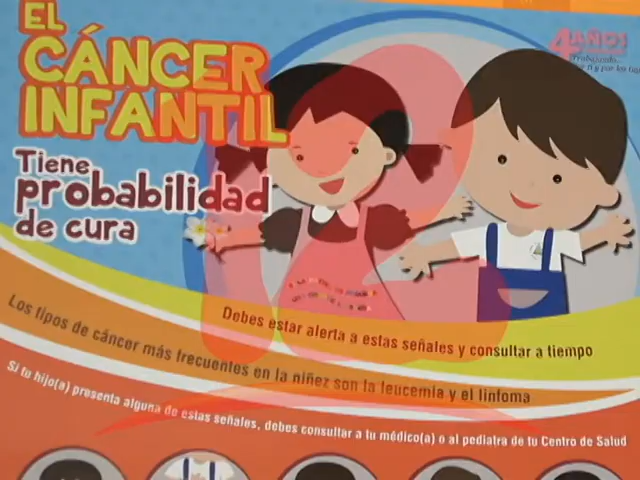 EL
CÁNCER
INFANTIL
Tiene
probabilidad
de cura
4 AÑOS
Debes estar alerta a estas señales y consultar a tiempo
Los tipos de cáncer más frecuentes en la niñez son la leucemia y el linfoma
Si tu hijo(a) presenta alguna de estas señales, debes consultar a tu médico(a) o al pediatra de tu Centro de Salud